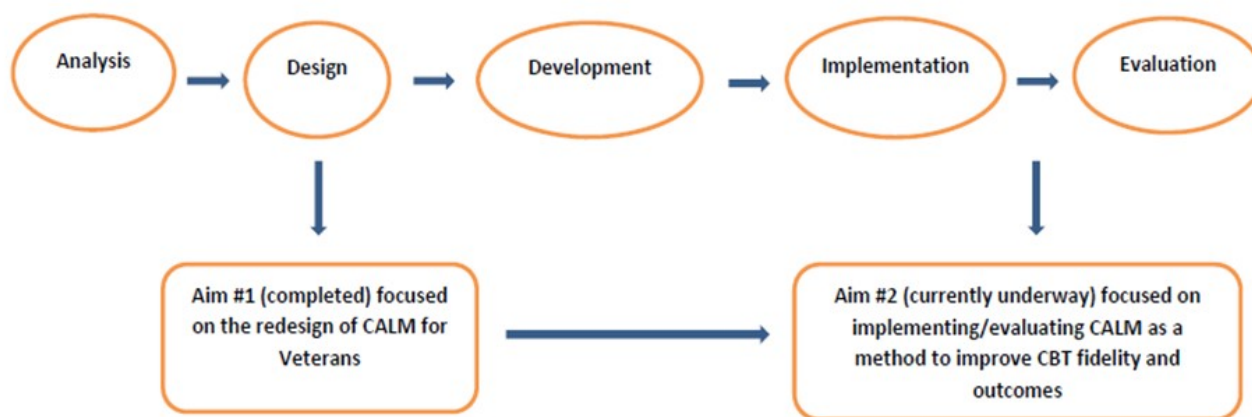 Analysis
Design
Development
Implementation
Evaluation
Aim #1 (completed) focused
on the redesign of CALM for
Veterans
Aim #2 (currently underway) focused on
implementing/evaluating CALM as a
method to improve CBT fidelity and
outcomes